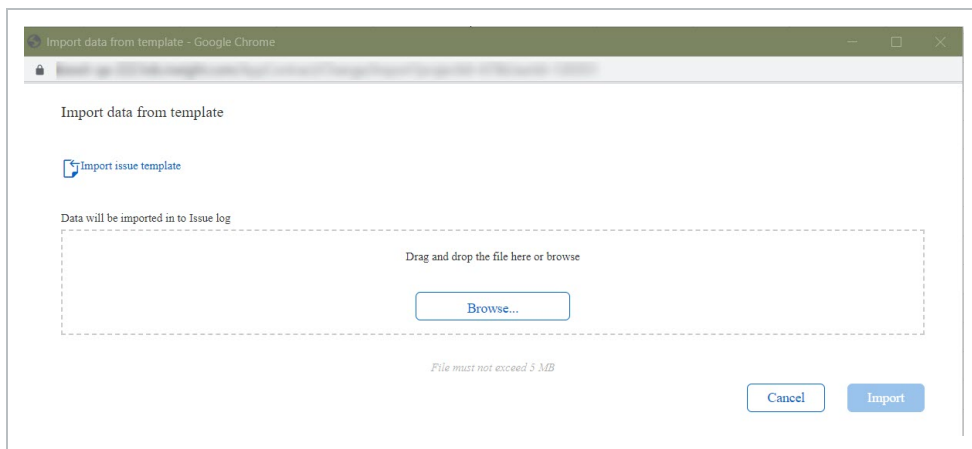 Import data from template - Google Chrome
Import data from template
Import issue template
Data will be imported in to Issue log
Drag and drop the file here or browse
Browse...
File must not exceed 5 MB
Cancel
Import